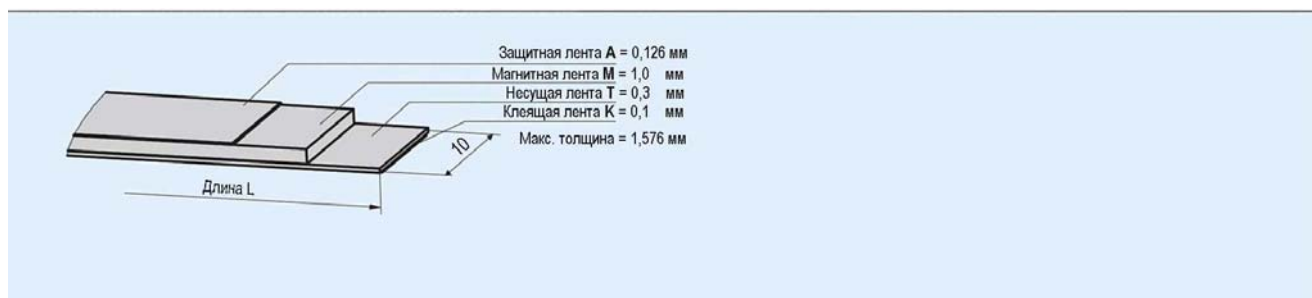 Защитная лента A = 0,126 мм
Магнитная лента M = 1,0 мм
Несущая лента T = 0,3 мм
Клеящая лента K = 0,1 мм
Макс. толщина = 1,576 мм
10
Длина L